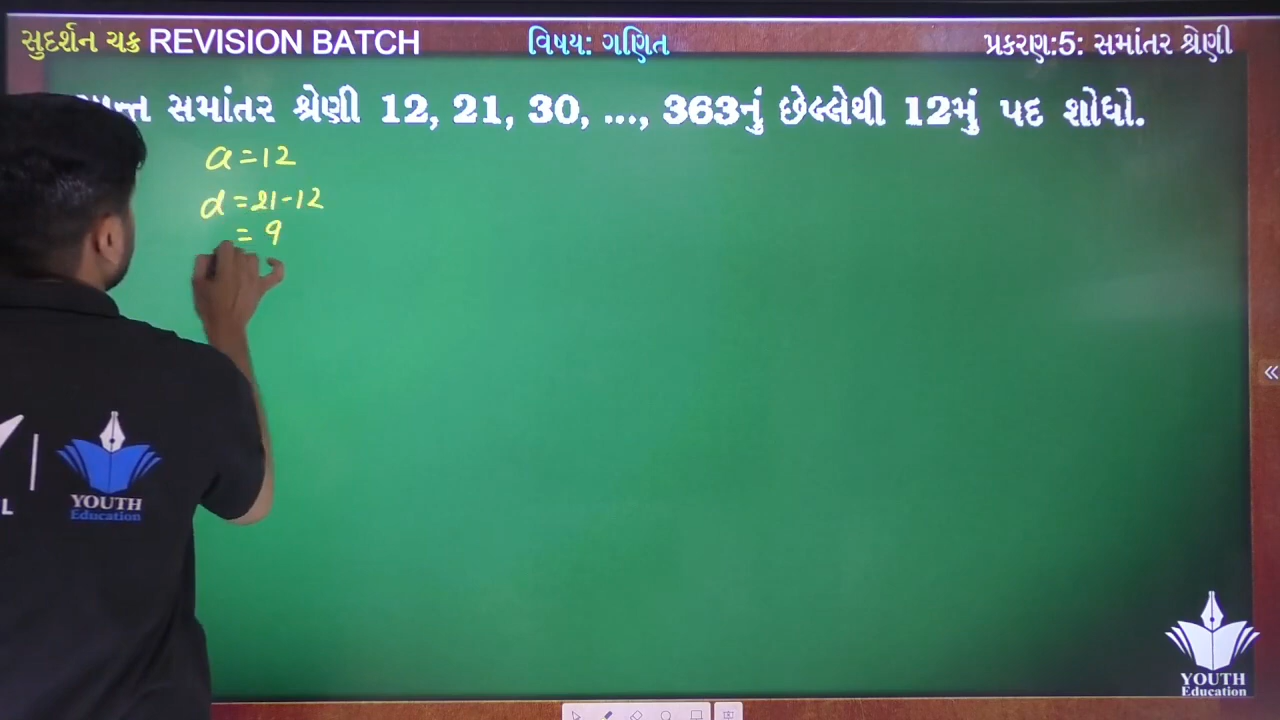 સુદર્શન ચક્ર REVISION BATCH
વિષય: ગણિત
પ્રકરણ:5: સમાંતર શ્રેણી
સમાંતર શ્રેણી 12, 21, 30, ..., 363નું છેલ્લેથી 12મું પદ શોધો.
a = 12
d = 21 - 12
= 9
YOUTH
Education
L
YOUTH
Education